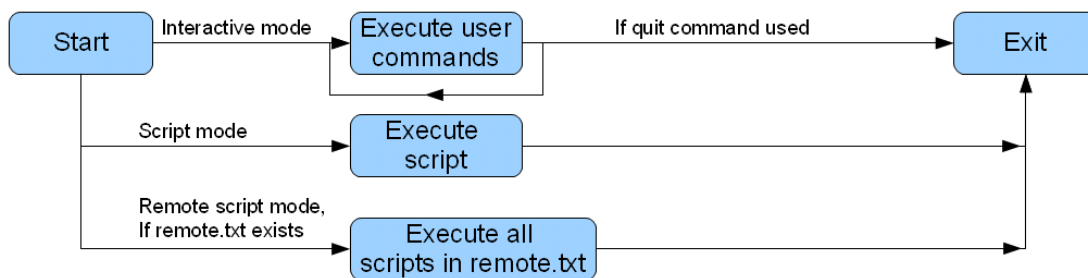 Start
Interactive mode
Execute user
commands
If quit command used
Exit
Script mode
Execute
script
Remote script mode,
If remote.txt exists
Execute all
scripts in remote.txt